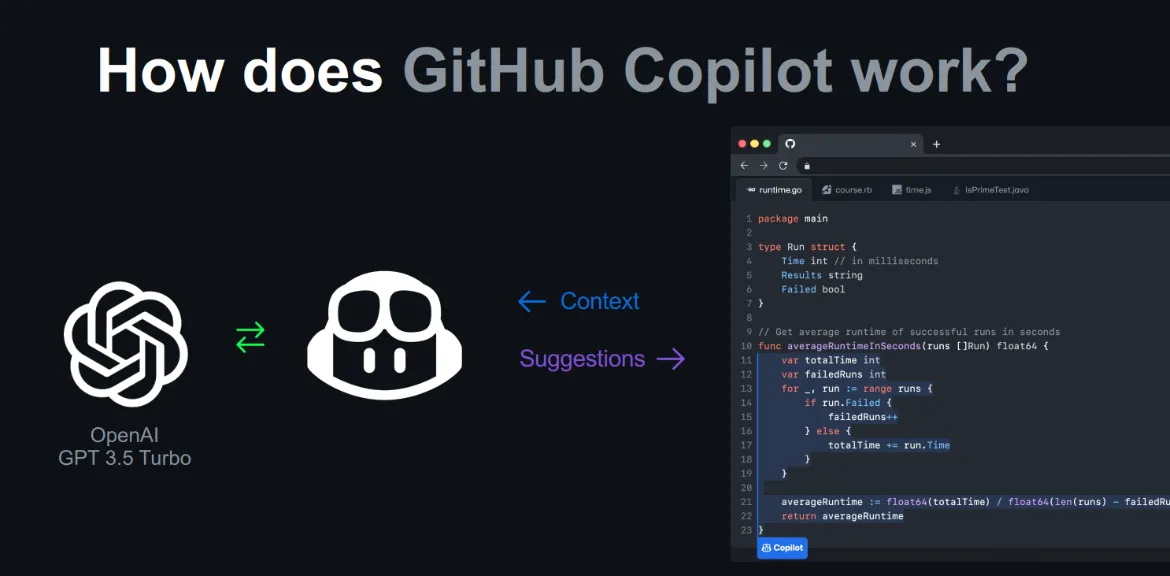 How does GitHub Copilot work?
OpenAI
GPT 3.5 Turbo
← Context
Suggestions →
runtime.go
course.rb
time.js
IsPrimeTest.java
1 package main
2
3 type Run struct {
4     Time int // in milliseconds
5     Results string
6     Failed bool
7 }
8
9 // Get average runtime of successful runs in seconds
10 func averageRuntimeInSeconds(runs []Run) float64 {
11     var totalTime int
12     var failedRuns int
13     for _, run := range runs {
14         if run.Failed {
15             failedRuns++
16         } else {
17             totalTime += run.Time
18         }
19     }
20
21     averageRuntime := float64(totalTime) / float64(len(runs) - failedRu
22     return averageRuntime
23 }
Copilot